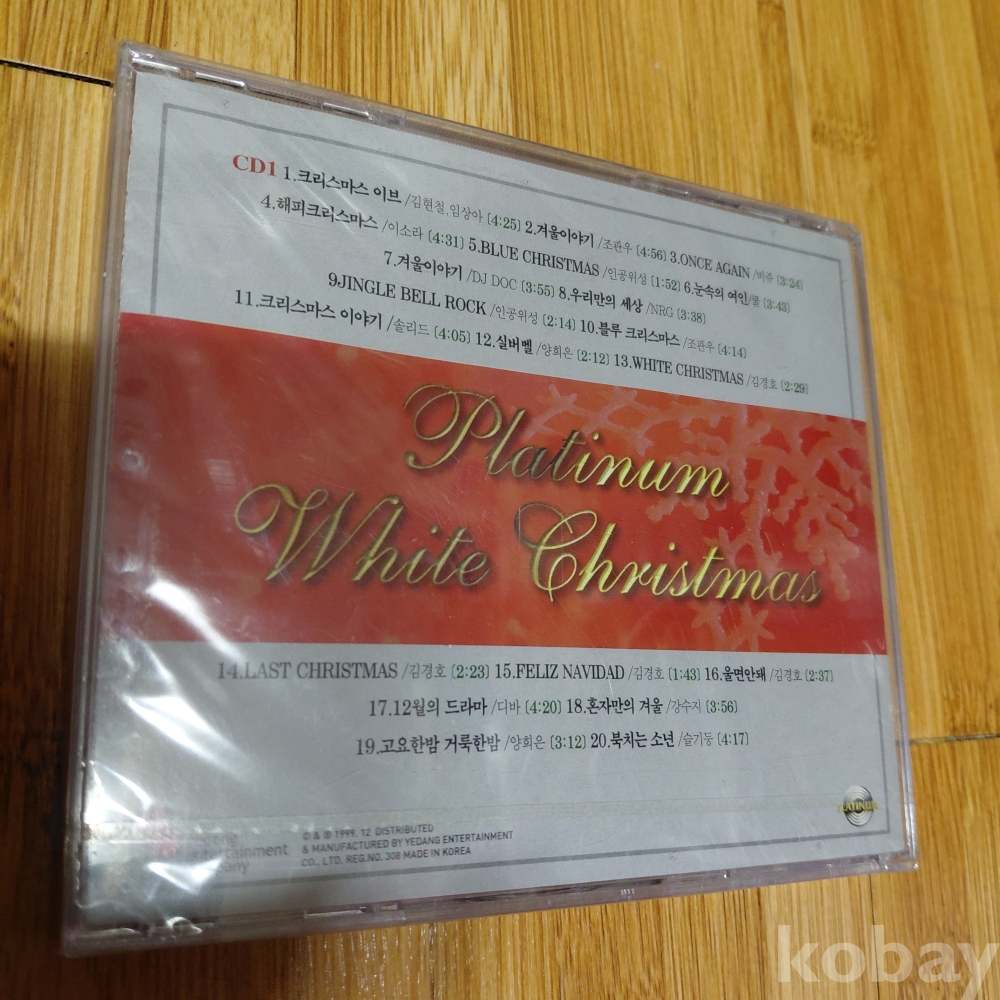 CD1 1.크리스마스 이브 /김현철,임상아 [4:25] 2.겨울이야기 /조관우 [4:56] 3.ONCE AGAIN /비쥬 [3:24]
4.해피크리스마스 /이소라 [4:31] 5.BLUE CHRISTMAS /인공위성 [1:52] 6.눈속의 여인/쿨 [3:43]
7.겨울이야기 /DJ DOC [3:55] 8.우리만의 세상 /NRG [3:38]
9JINGLE BELL ROCK /인공위성 [2:14] 10.블루 크리스마스 /조관우 [4:14]
11.크리스마스 이야기 /솔리드 [4:05] 12.실버벨 /양희은 [2:12] 13.WHITE CHRISTMAS /김경호 [2:29]
Platinum
White Christmas
14.LAST CHRISTMAS /김경호 [2:23] 15.FELIZ NAVIDAD /김경호 [1:43] 16.울면안돼 /김경호 [2:37]
17.12월의 드라마 /디바 [4:20] 18.혼자만의 겨울 /강수지 [3:56]
19.고요한밤 거룩한밤 /양희은 [3:12] 20.북치는 소년 /슬기둥 [4:17]
PLATINUM
© & ℗ 1999. 12 DISTRIBUTED
& MANUFACTURED BY YEDANG ENTERTAINMENT
CO., LTD. REG.NO. 308 MADE IN KOREA
kobay